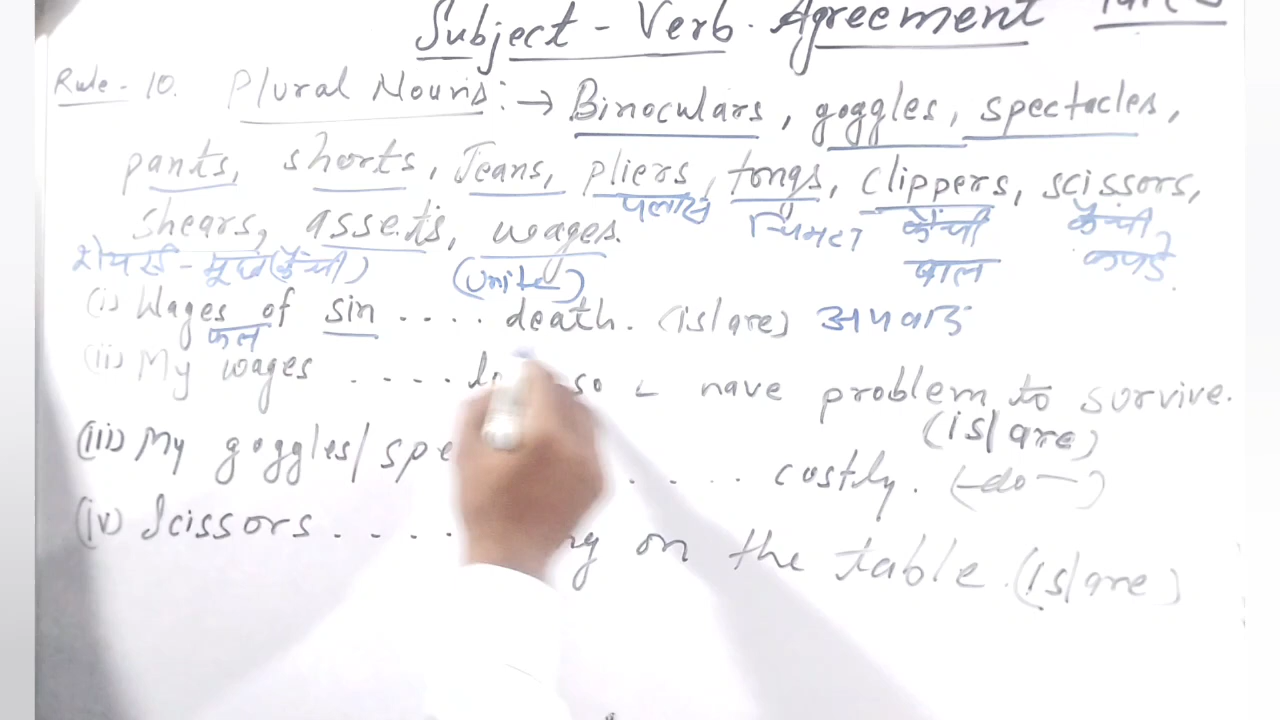 Subject - Verb Agreement
Rule - 10. Plural Nouns :→ Binoculars, goggles, spectacles,
pants, shorts, Jeans, pliers, tongs, clippers, scissors,
पलास चिमटा कैंची कैंची,
shears, assets, wages.
बाल कपड़े
(i) Wages of sin .... death. (is/are) अपवाद
फल
(ii) My wages .... so I have problem to survive.
(is/are)
(iii) My goggles/ .... costly. (-do-)
(iv) Scissors .... on the table. (is/are)